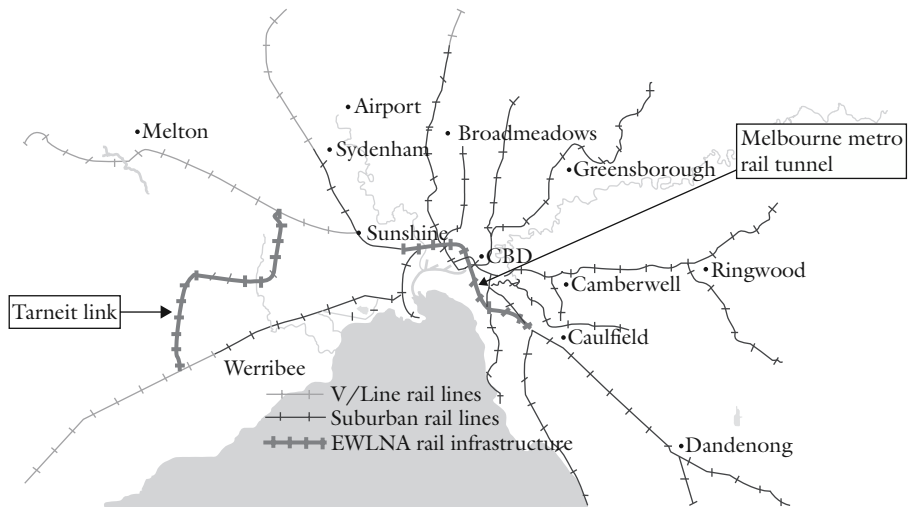 Airport
Melton
Broadmeadows
Melbourne metro
rail tunnel
Sydenham
Greensborough
Sunshine
CBD
Ringwood
Camberwell
Tarneit link
Caulfield
Werribee
V/Line rail lines
Suburban rail lines
EWLNA rail infrastructure
Dandenong